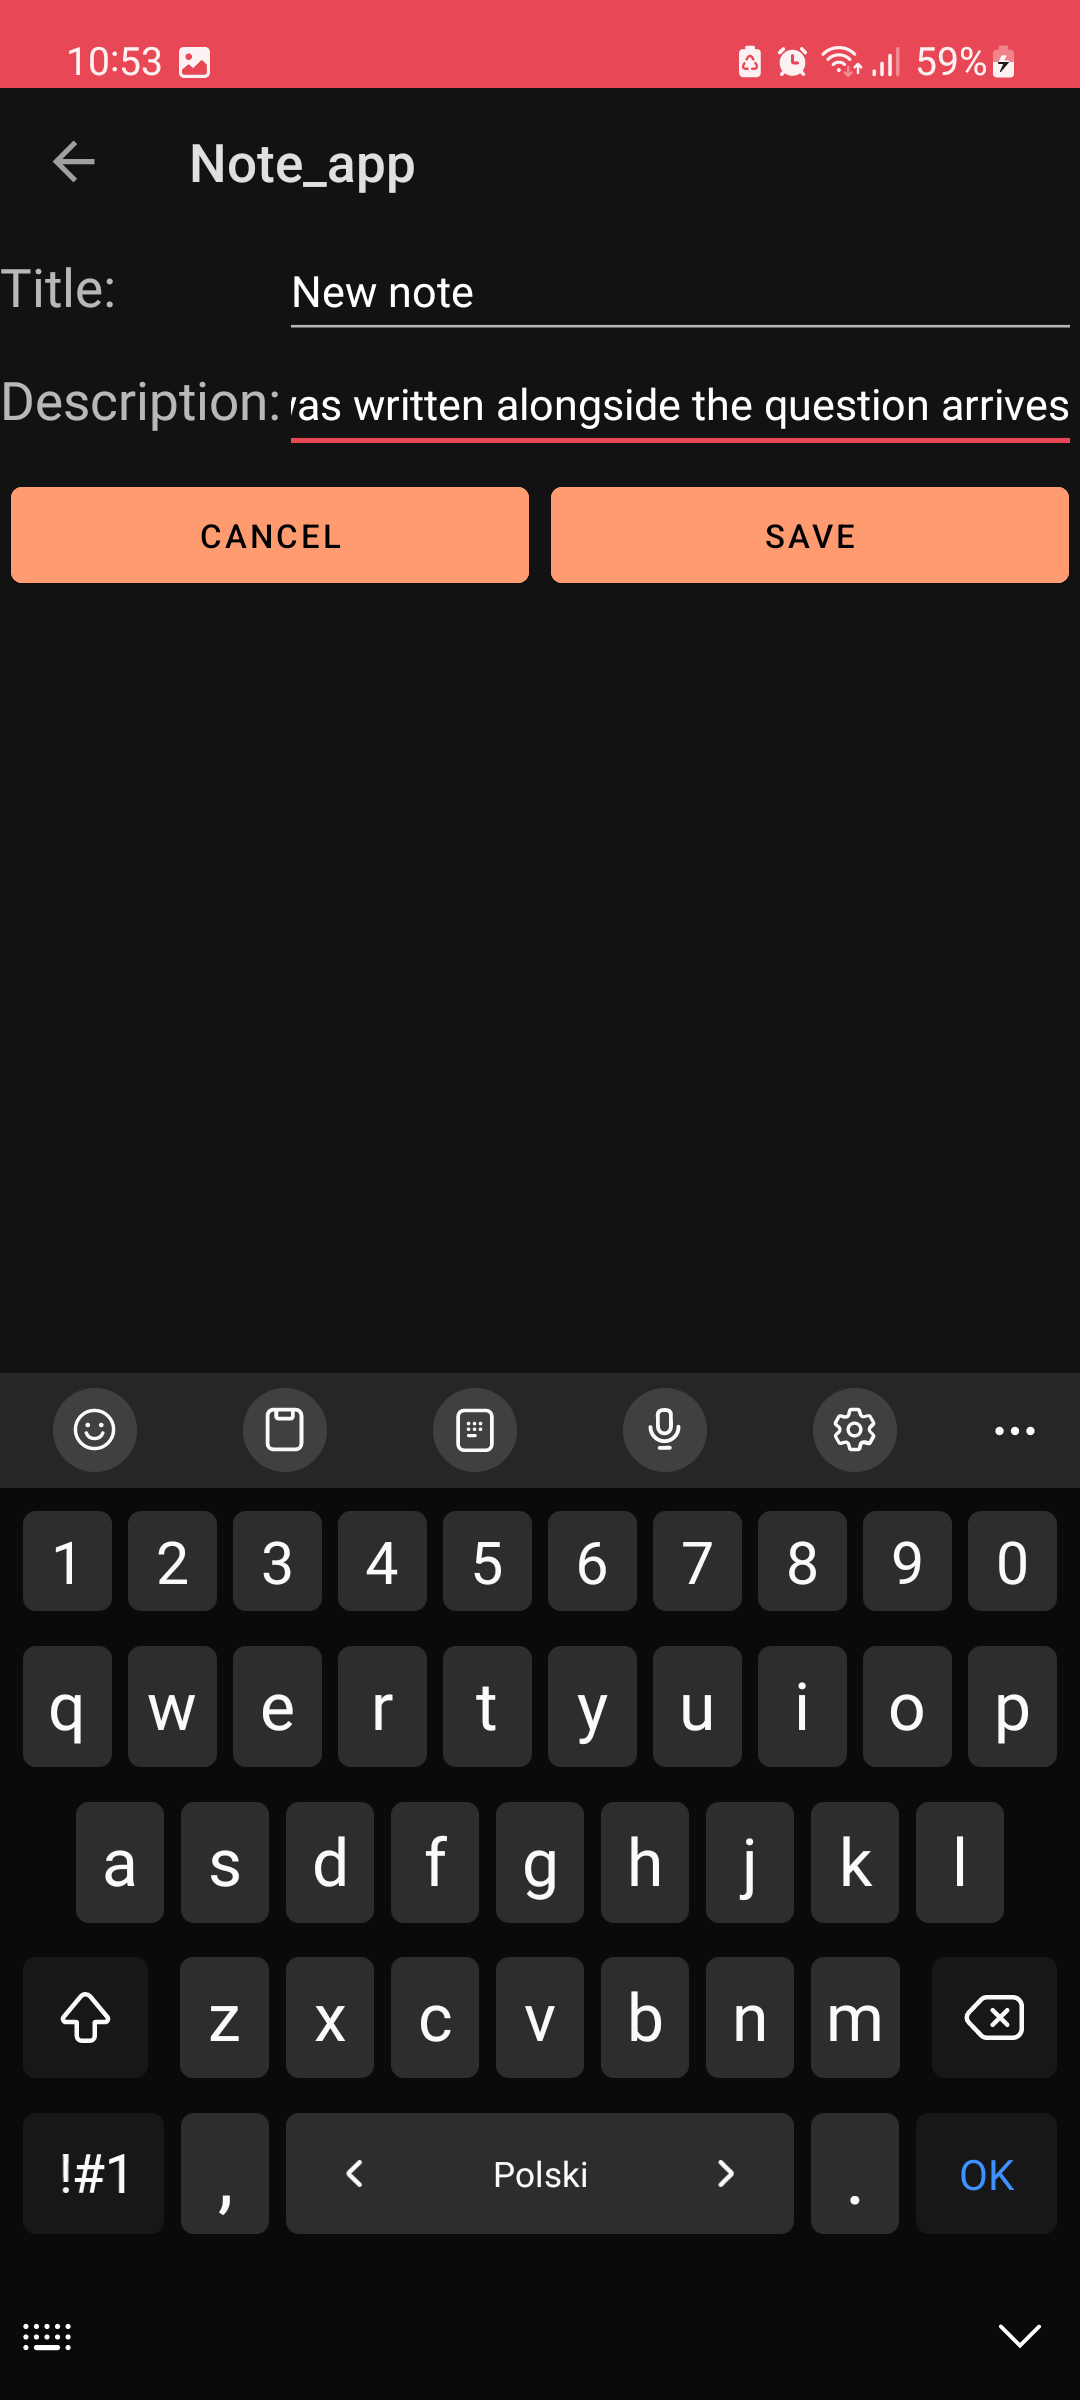 10:53 59%
Note_app
Title: New note
Description: as written alongside the question arrives
CANCEL SAVE
1 2 3 4 5 6 7 8 9 0
q w e r t y u i o p
a s d f g h j k l
z x c v b n m
!#1 , < Polski > . OK